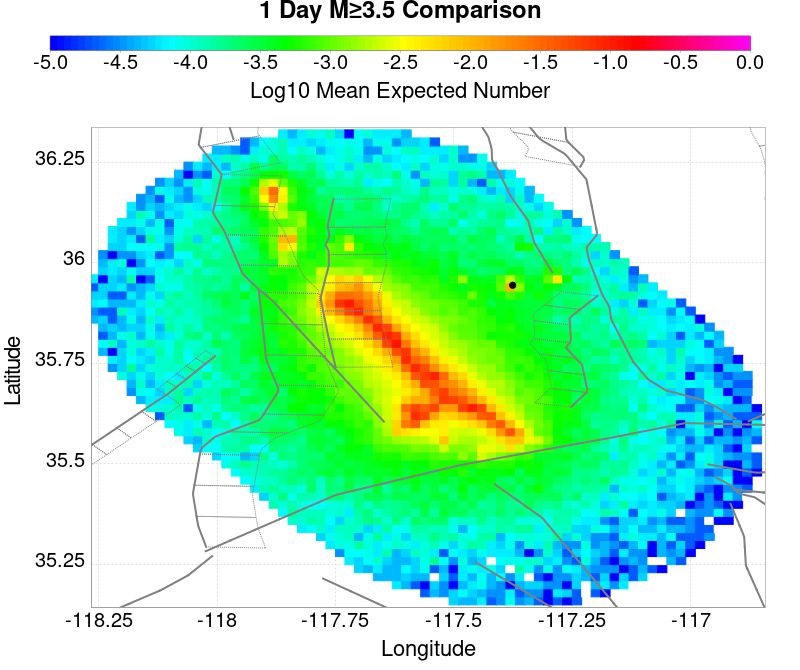 1 Day M≥3.5 Comparison
-5.0 -4.5 -4.0 -3.5 -3.0 -2.5 -2.0 -1.5 -1.0 -0.5 0.0
Log10 Mean Expected Number
36.25
36
35.75
35.5
35.25
Latitude
-118.25 -118 -117.75 -117.5 -117.25 -117
Longitude